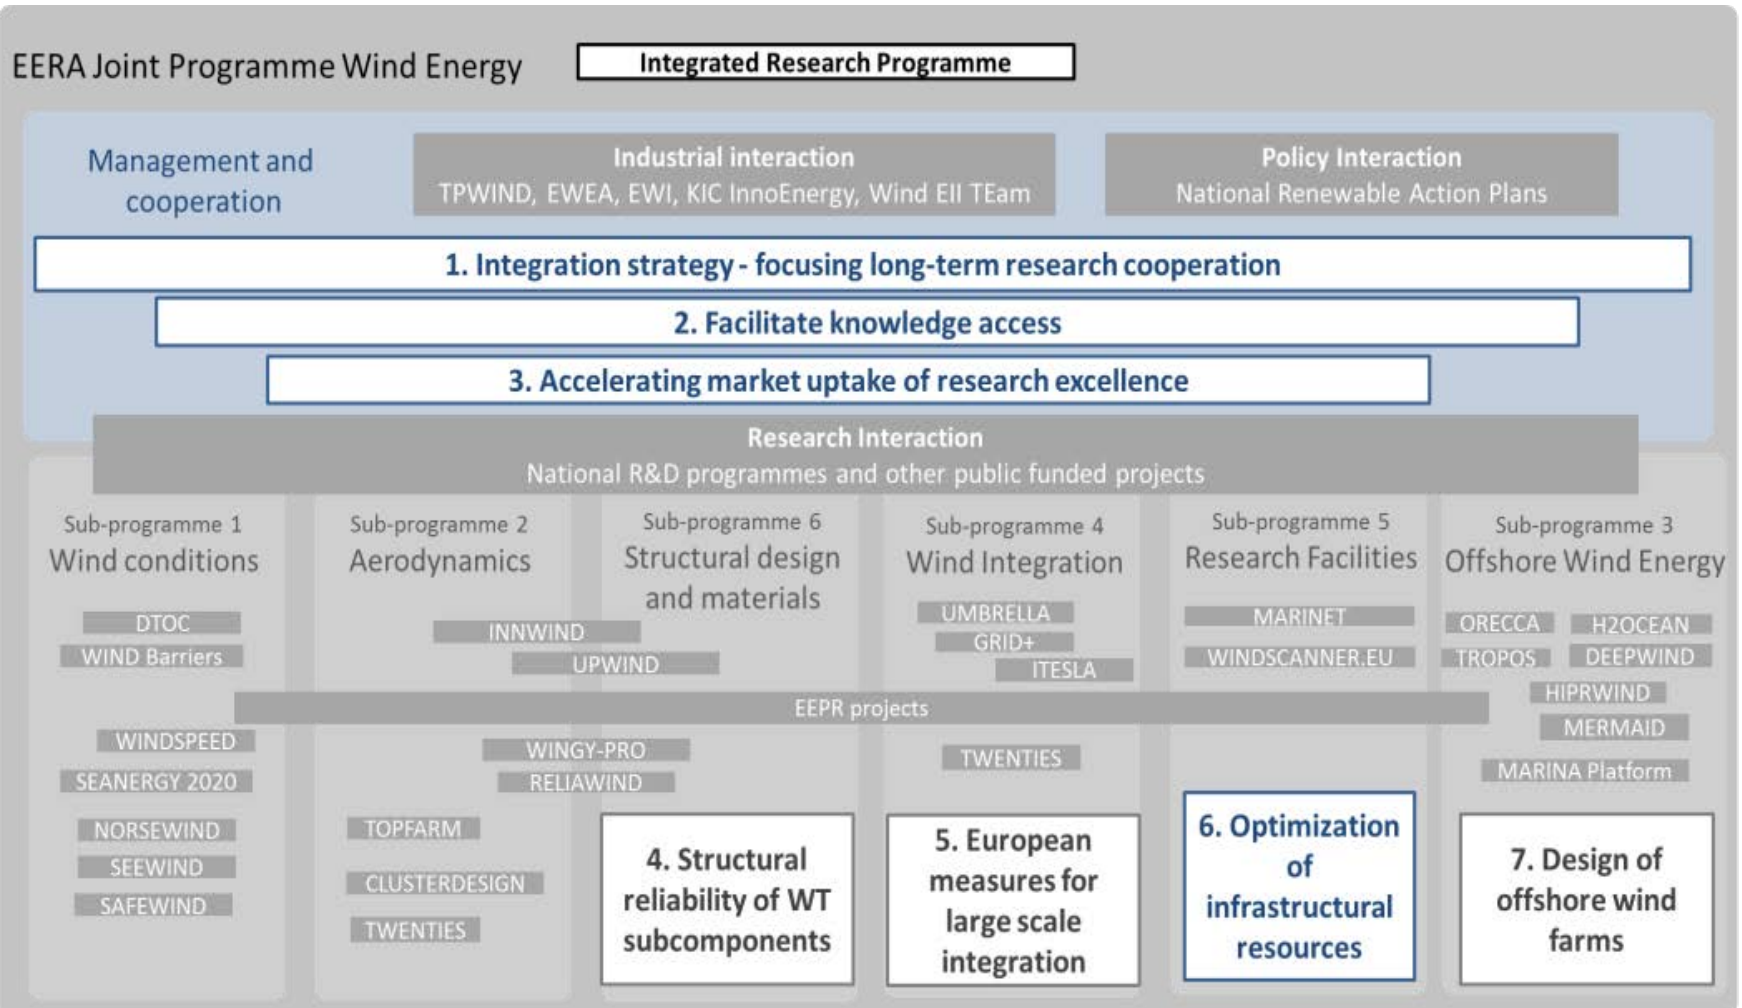 EERA Joint Programme Wind Energy
Integrated Research Programme
Management and
cooperation
Industrial interaction
TPWIND, EWEA, EWI, KIC InnoEnergy, Wind EII TEam
Policy Interaction
National Renewable Action Plans
1. Integration strategy - focusing long-term research cooperation
2. Facilitate knowledge access
3. Accelerating market uptake of research excellence
Research Interaction
National R&D programmes and other public funded projects
Sub-programme 1
Wind conditions
DTOC
WIND Barriers
WINDSPEED
SEANERGY 2020
NORSEWIND
SEEWIND
SAFEWIND
Sub-programme 2
Aerodynamics
INNWIND
UPWIND
EEPR projects
WINGY-PRO
RELIAWIND
TOPFARM
CLUSTERDESIGN
TWENTIES
Sub-programme 6
Structural design
and materials
4. Structural
reliability of WT
subcomponents
Sub-programme 4
Wind Integration
UMBRELLA
GRID+
ITESLA
TWENTIES
5. European
measures for
large scale
integration
Sub-programme 5
Research Facilities
MARINET
WINDSCANNER.EU
6. Optimization
of
infrastructural
resources
Sub-programme 3
Offshore Wind Energy
ORECCA
H2OCEAN
TROPOS
DEEPWIND
HIPRWIND
MERMAID
MARINA Platform
7. Design of
offshore wind
farms